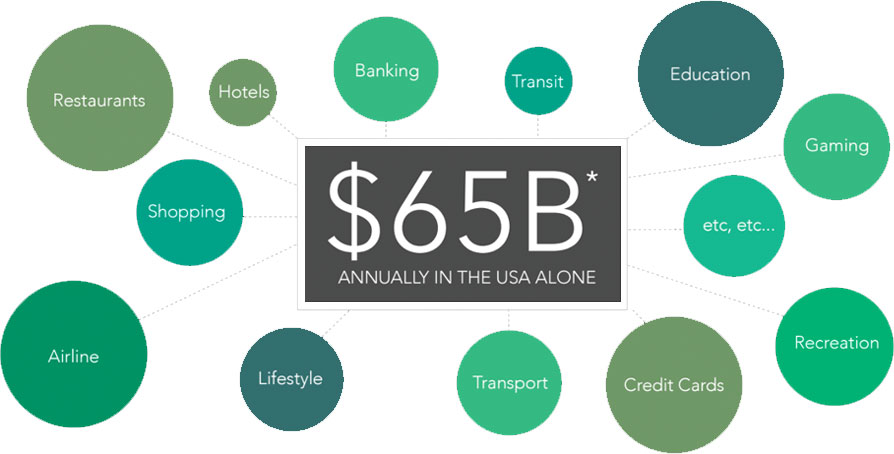 Restaurants
Hotels
Banking
Transit
Education
Gaming
Shopping
$65B*
ANNUALLY IN THE USA ALONE
etc, etc...
Airline
Lifestyle
Transport
Credit Cards
Recreation